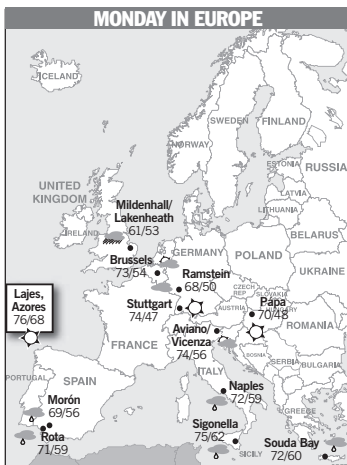 MONDAY IN EUROPE
ICELAND
SWEDEN
FINLAND
NORWAY
RUSSIA
ESTONIA
LATVIA
LITHUANIA
UNITED
KINGDOM
IRELAND
Mildenhall/
Lakenheath
61/53
BELARUS
Brussels
73/54
GERMANY
POLAND
Ramstein
68/50
UKRAINE
CZECH
REP
SLOVAKIA
Lajes,
Azores
76/68
Stuttgart
74/47
AUSTRIA
Pápa
70/48
HUNGARY
FRANCE
Aviano/
Vicenza
74/56
ROMANIA
BOSNIA
SERBIA
BULGARIA
ITALY
PORTUGAL
SPAIN
Morón
69/56
Rota
71/59
Naples
72/59
GREECE
Sigonella
75/62
SICILY
Souda Bay
72/60